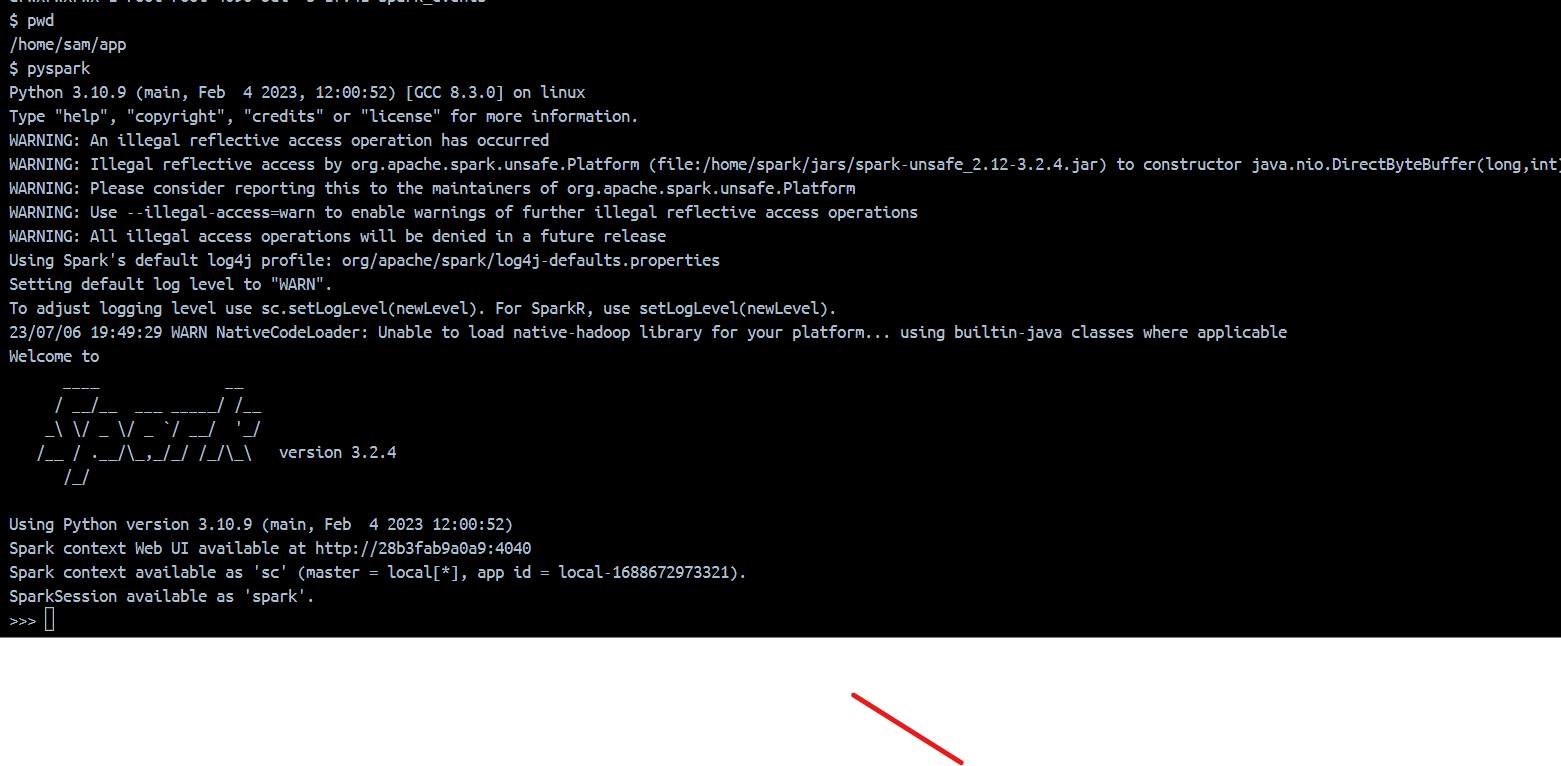 $ pwd
/home/sam/app
$ pyspark
Python 3.10.9 (main, Feb  4 2023, 12:00:52) [GCC 8.3.0] on linux
Type "help", "copyright", "credits" or "license" for more information.
WARNING: An illegal reflective access operation has occurred
WARNING: Illegal reflective access by org.apache.spark.unsafe.Platform (file:/home/spark/jars/spark-unsafe_2.12-3.2.4.jar) to constructor java.nio.DirectByteBuffer(long,int)
WARNING: Please consider reporting this to the maintainers of org.apache.spark.unsafe.Platform
WARNING: Use --illegal-access=warn to enable warnings of further illegal reflective access operations
WARNING: All illegal access operations will be denied in a future release
Using Spark's default log4j profile: org/apache/spark/log4j-defaults.properties
Setting default log level to "WARN".
To adjust logging level use sc.setLogLevel(newLevel). For SparkR, use setLogLevel(newLevel).
23/07/06 19:49:29 WARN NativeCodeLoader: Unable to load native-hadoop library for your platform... using builtin-java classes where applicable
Welcome to
      ____              __
     / __/__  ___ _____/ /__
    _\ \/ _ \/ _ `/ __/  '_/
   /__ / .__/\_,_/_/ /_/\_\   version 3.2.4
      /_/
Using Python version 3.10.9 (main, Feb  4 2023 12:00:52)
Spark context Web UI available at http://28b3fab9a0a9:4040
Spark context available as 'sc' (master = local[*], app id = local-1688672973321).
SparkSession available as 'spark'.
>>>